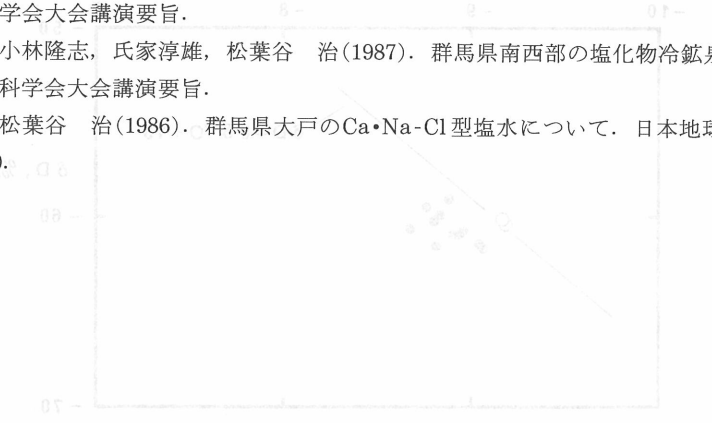 学会大会講演要旨.
小林隆志, 氏家淳雄, 松葉谷 治(1987). 群馬県南西部の塩化物冷鉱泉
科学会大会講演要旨.
松葉谷 治(1986). 群馬県大戸のCa•Na-Cl型塩水について. 日本地球
).